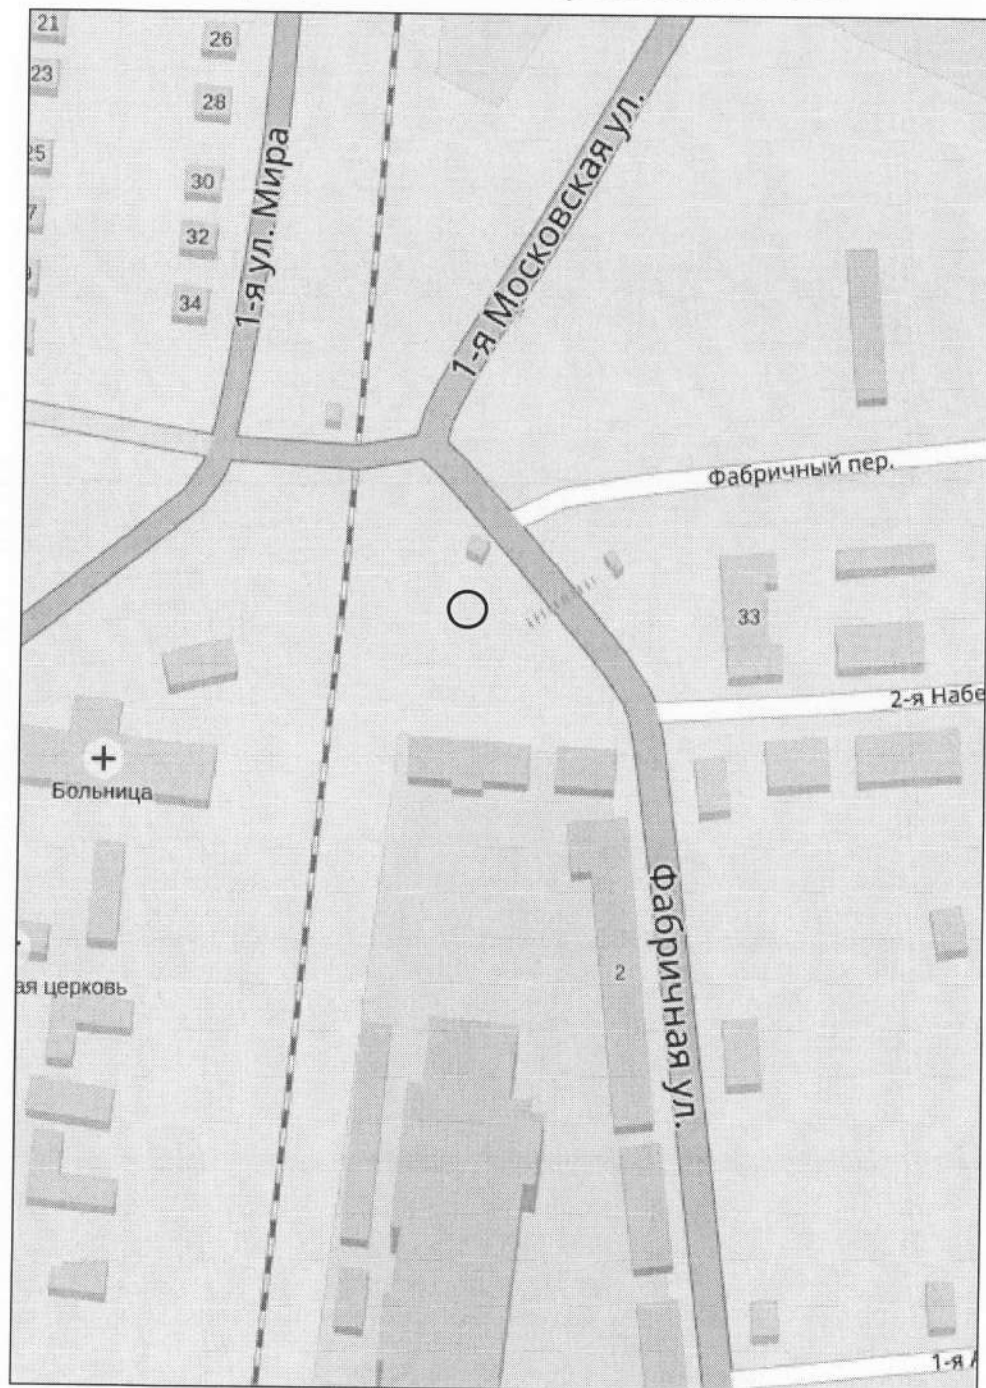 21
26
23
28
25
30
32
34
1-я ул. Мира
1-я Московская ул.
Фабричный пер.
33
2-я Набе
Больница
Фабричная ул.
2
ая церковь
1-я